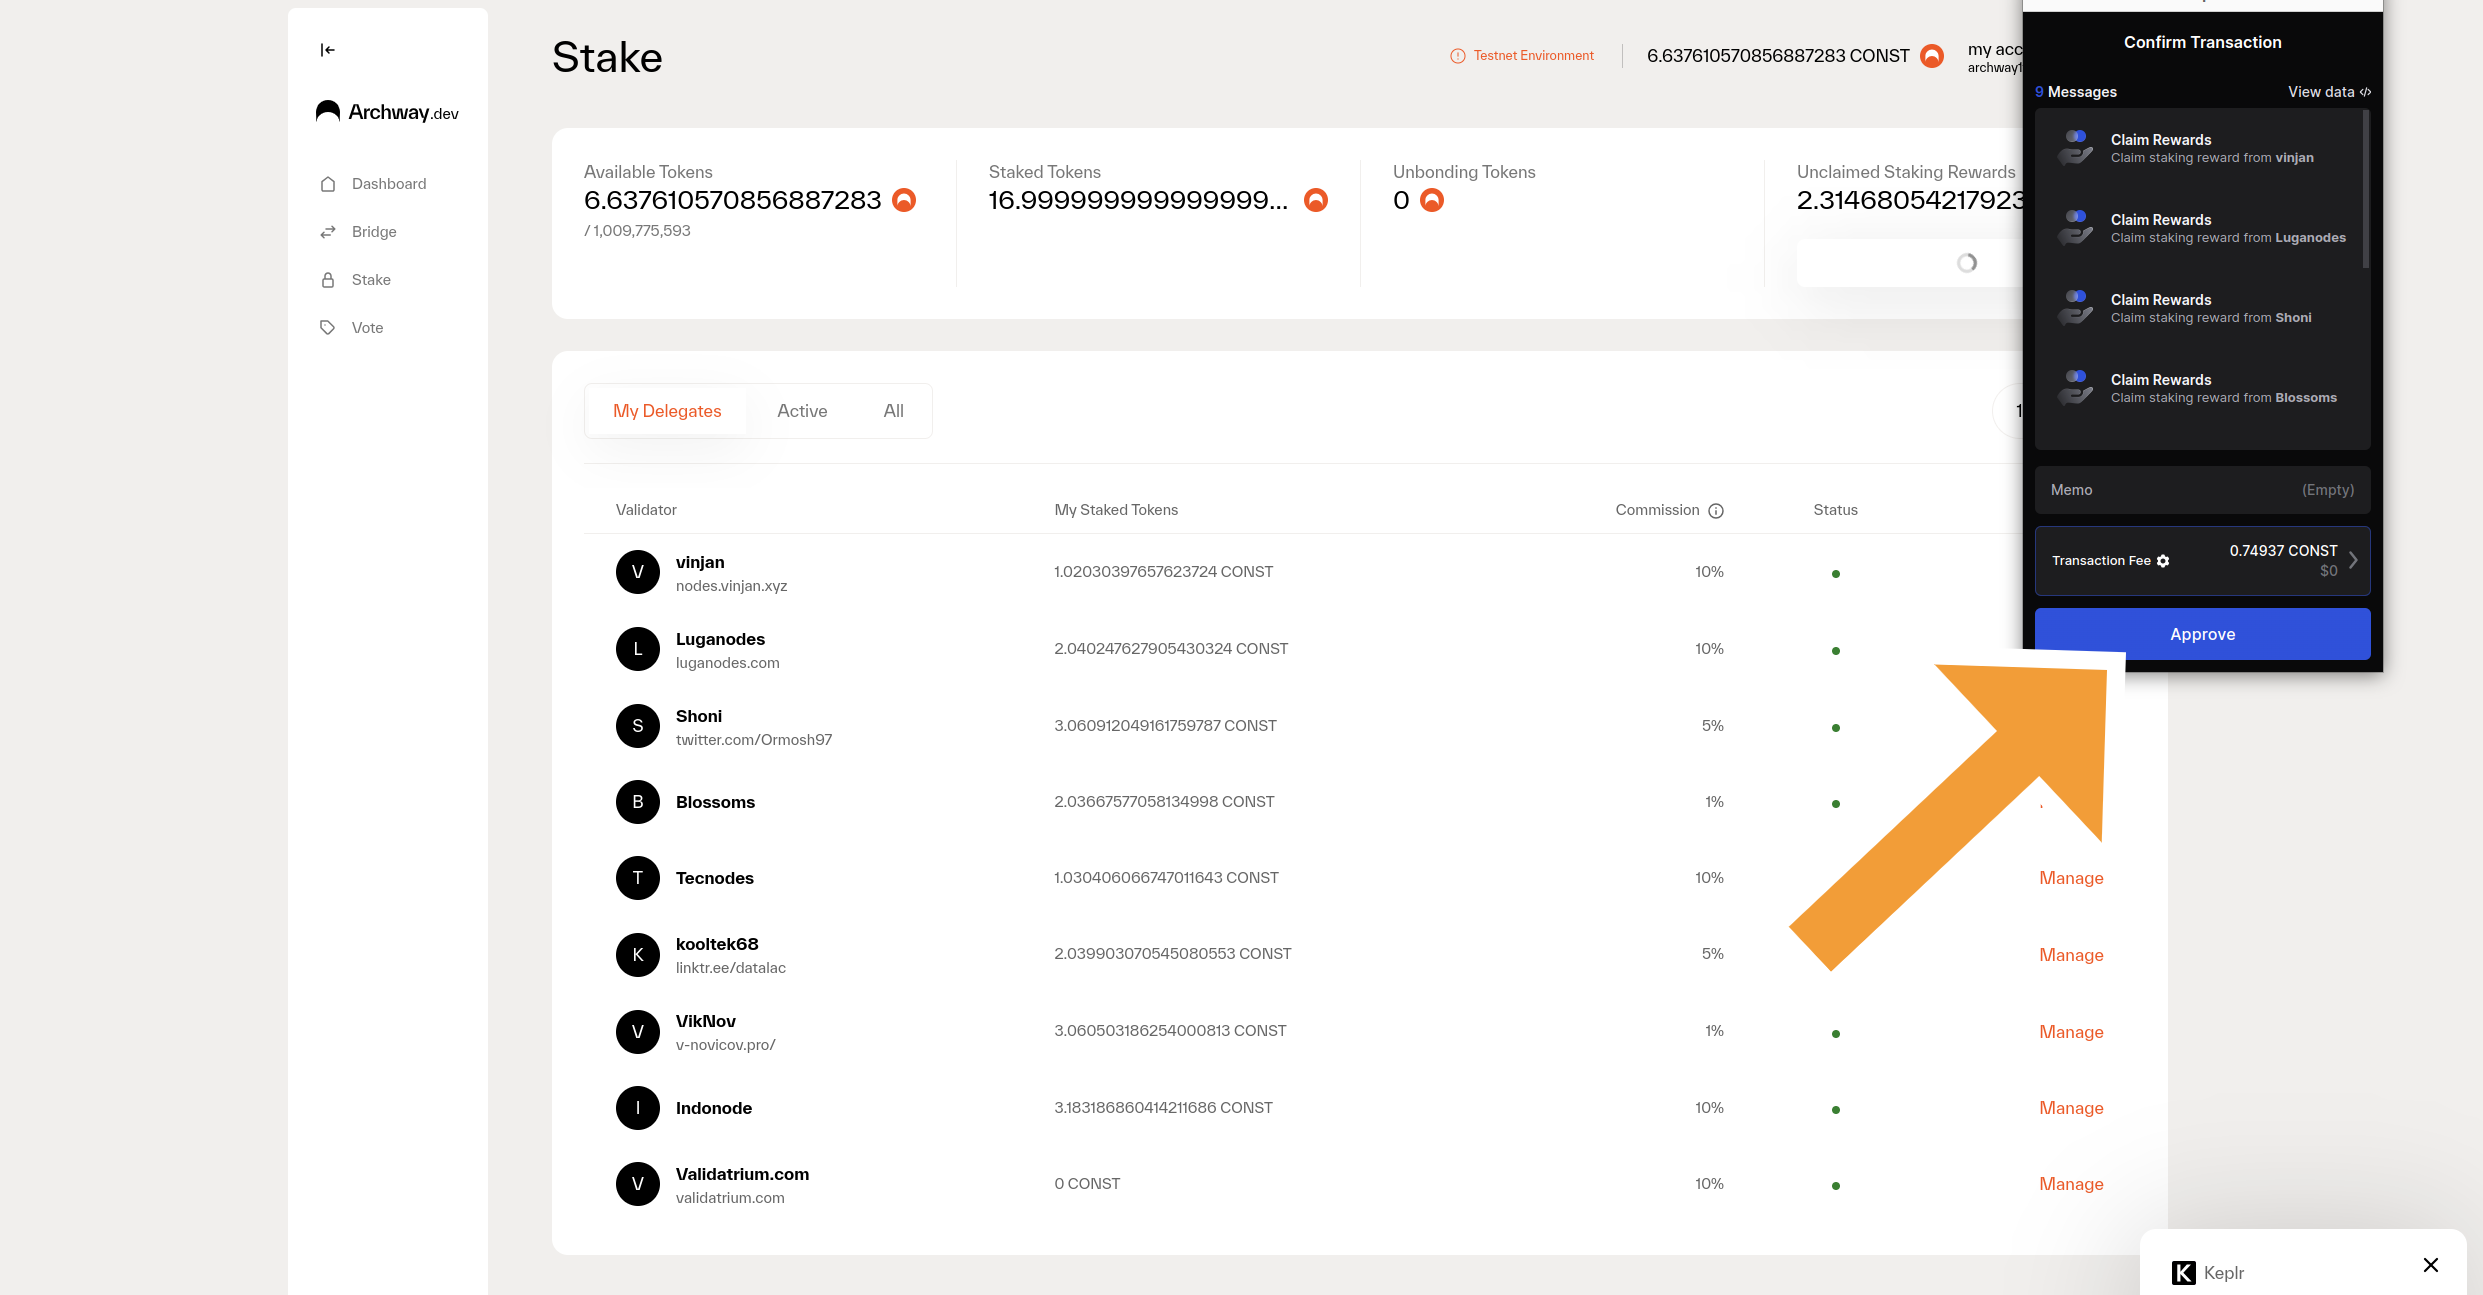 Archway.dev
Dashboard
Bridge
Stake
Vote
Stake
Testnet Environment
6.637610570856887283 CONST
my acc
archway1
Available Tokens
6.637610570856887283
/ 1,009,775,593
Staked Tokens
16.999999999999999...
Unbonding Tokens
0
Unclaimed Staking Rewards
2.31468054217923
My Delegates
Active
All
1
Validator
My Staked Tokens
Commission
Status
V
vinjan
nodes.vinjan.xyz
1.02030397657623724 CONST
10%
L
Luganodes
luganodes.com
2.040247627905430324 CONST
10%
S
Shoni
twitter.com/Ormosh97
3.060912049161759787 CONST
5%
B
Blossoms
2.03667577058134998 CONST
1%
T
Tecnodes
1.030406066747011643 CONST
10%
Manage
K
kooltek68
linktr.ee/datalac
2.039903070545080553 CONST
5%
Manage
V
VikNov
v-novicov.pro/
3.060503186254000813 CONST
1%
Manage
I
Indonode
3.183186860414211686 CONST
10%
Manage
V
Validatrium.com
validatrium.com
0 CONST
10%
Manage
Confirm Transaction
9 Messages
View data </>
Claim Rewards
Claim staking reward from vinjan
Claim Rewards
Claim staking reward from Luganodes
Claim Rewards
Claim staking reward from Shoni
Claim Rewards
Claim staking reward from Blossoms
Memo
(Empty)
Transaction Fee
0.74937 CONST
$0
Approve
K
Keplr